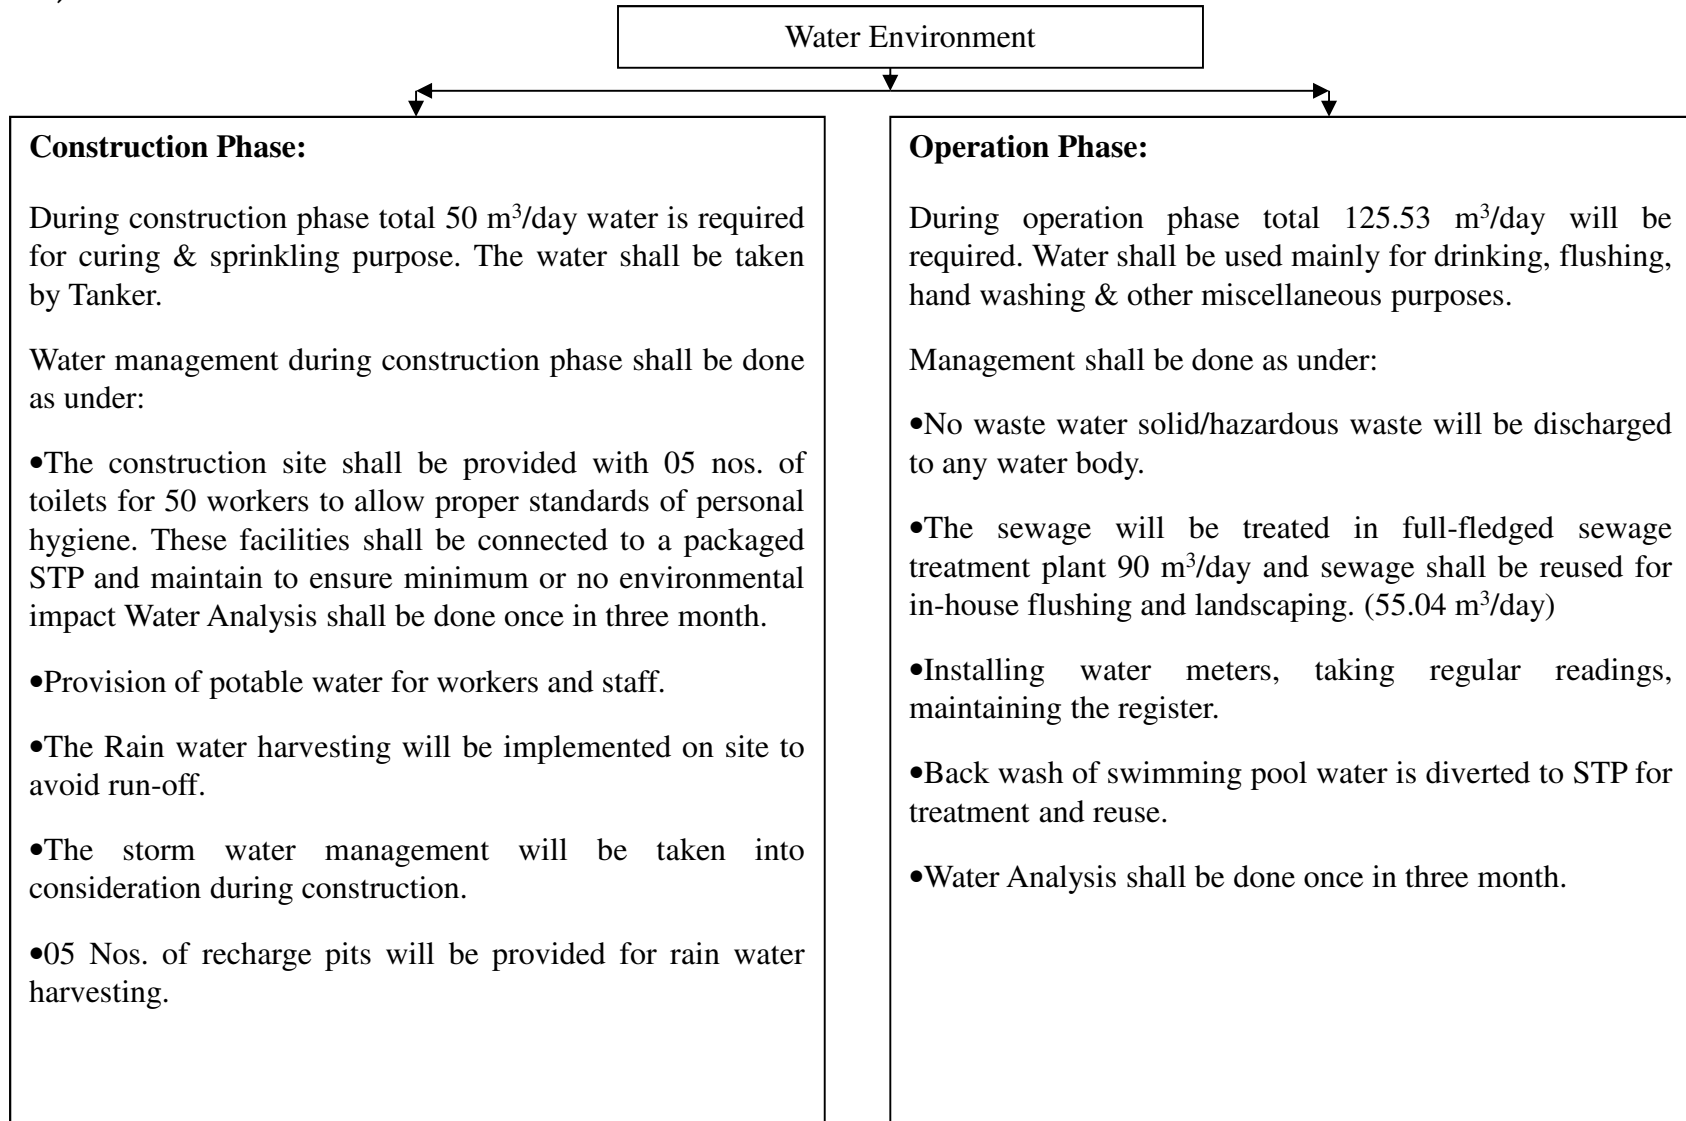 Water Environment
Construction Phase:
During construction phase total 50 m³/day water is required
for curing & sprinkling purpose. The water shall be taken
by Tanker.
Water management during construction phase shall be done
as under:
•The construction site shall be provided with 05 nos. of
toilets for 50 workers to allow proper standards of personal
hygiene. These facilities shall be connected to a packaged
STP and maintain to ensure minimum or no environmental
impact Water Analysis shall be done once in three month.
•Provision of potable water for workers and staff.
•The Rain water harvesting will be implemented on site to
avoid run-off.
•The storm water management will be taken into
consideration during construction.
•05 Nos. of recharge pits will be provided for rain water
harvesting.
Operation Phase:
During operation phase total 125.53 m³/day will be
required. Water shall be used mainly for drinking, flushing,
hand washing & other miscellaneous purposes.
Management shall be done as under:
•No waste water solid/hazardous waste will be discharged
to any water body.
•The sewage will be treated in full-fledged sewage
treatment plant 90 m³/day and sewage shall be reused for
in-house flushing and landscaping. (55.04 m³/day)
•Installing water meters, taking regular readings,
maintaining the register.
•Back wash of swimming pool water is diverted to STP for
treatment and reuse.
•Water Analysis shall be done once in three month.